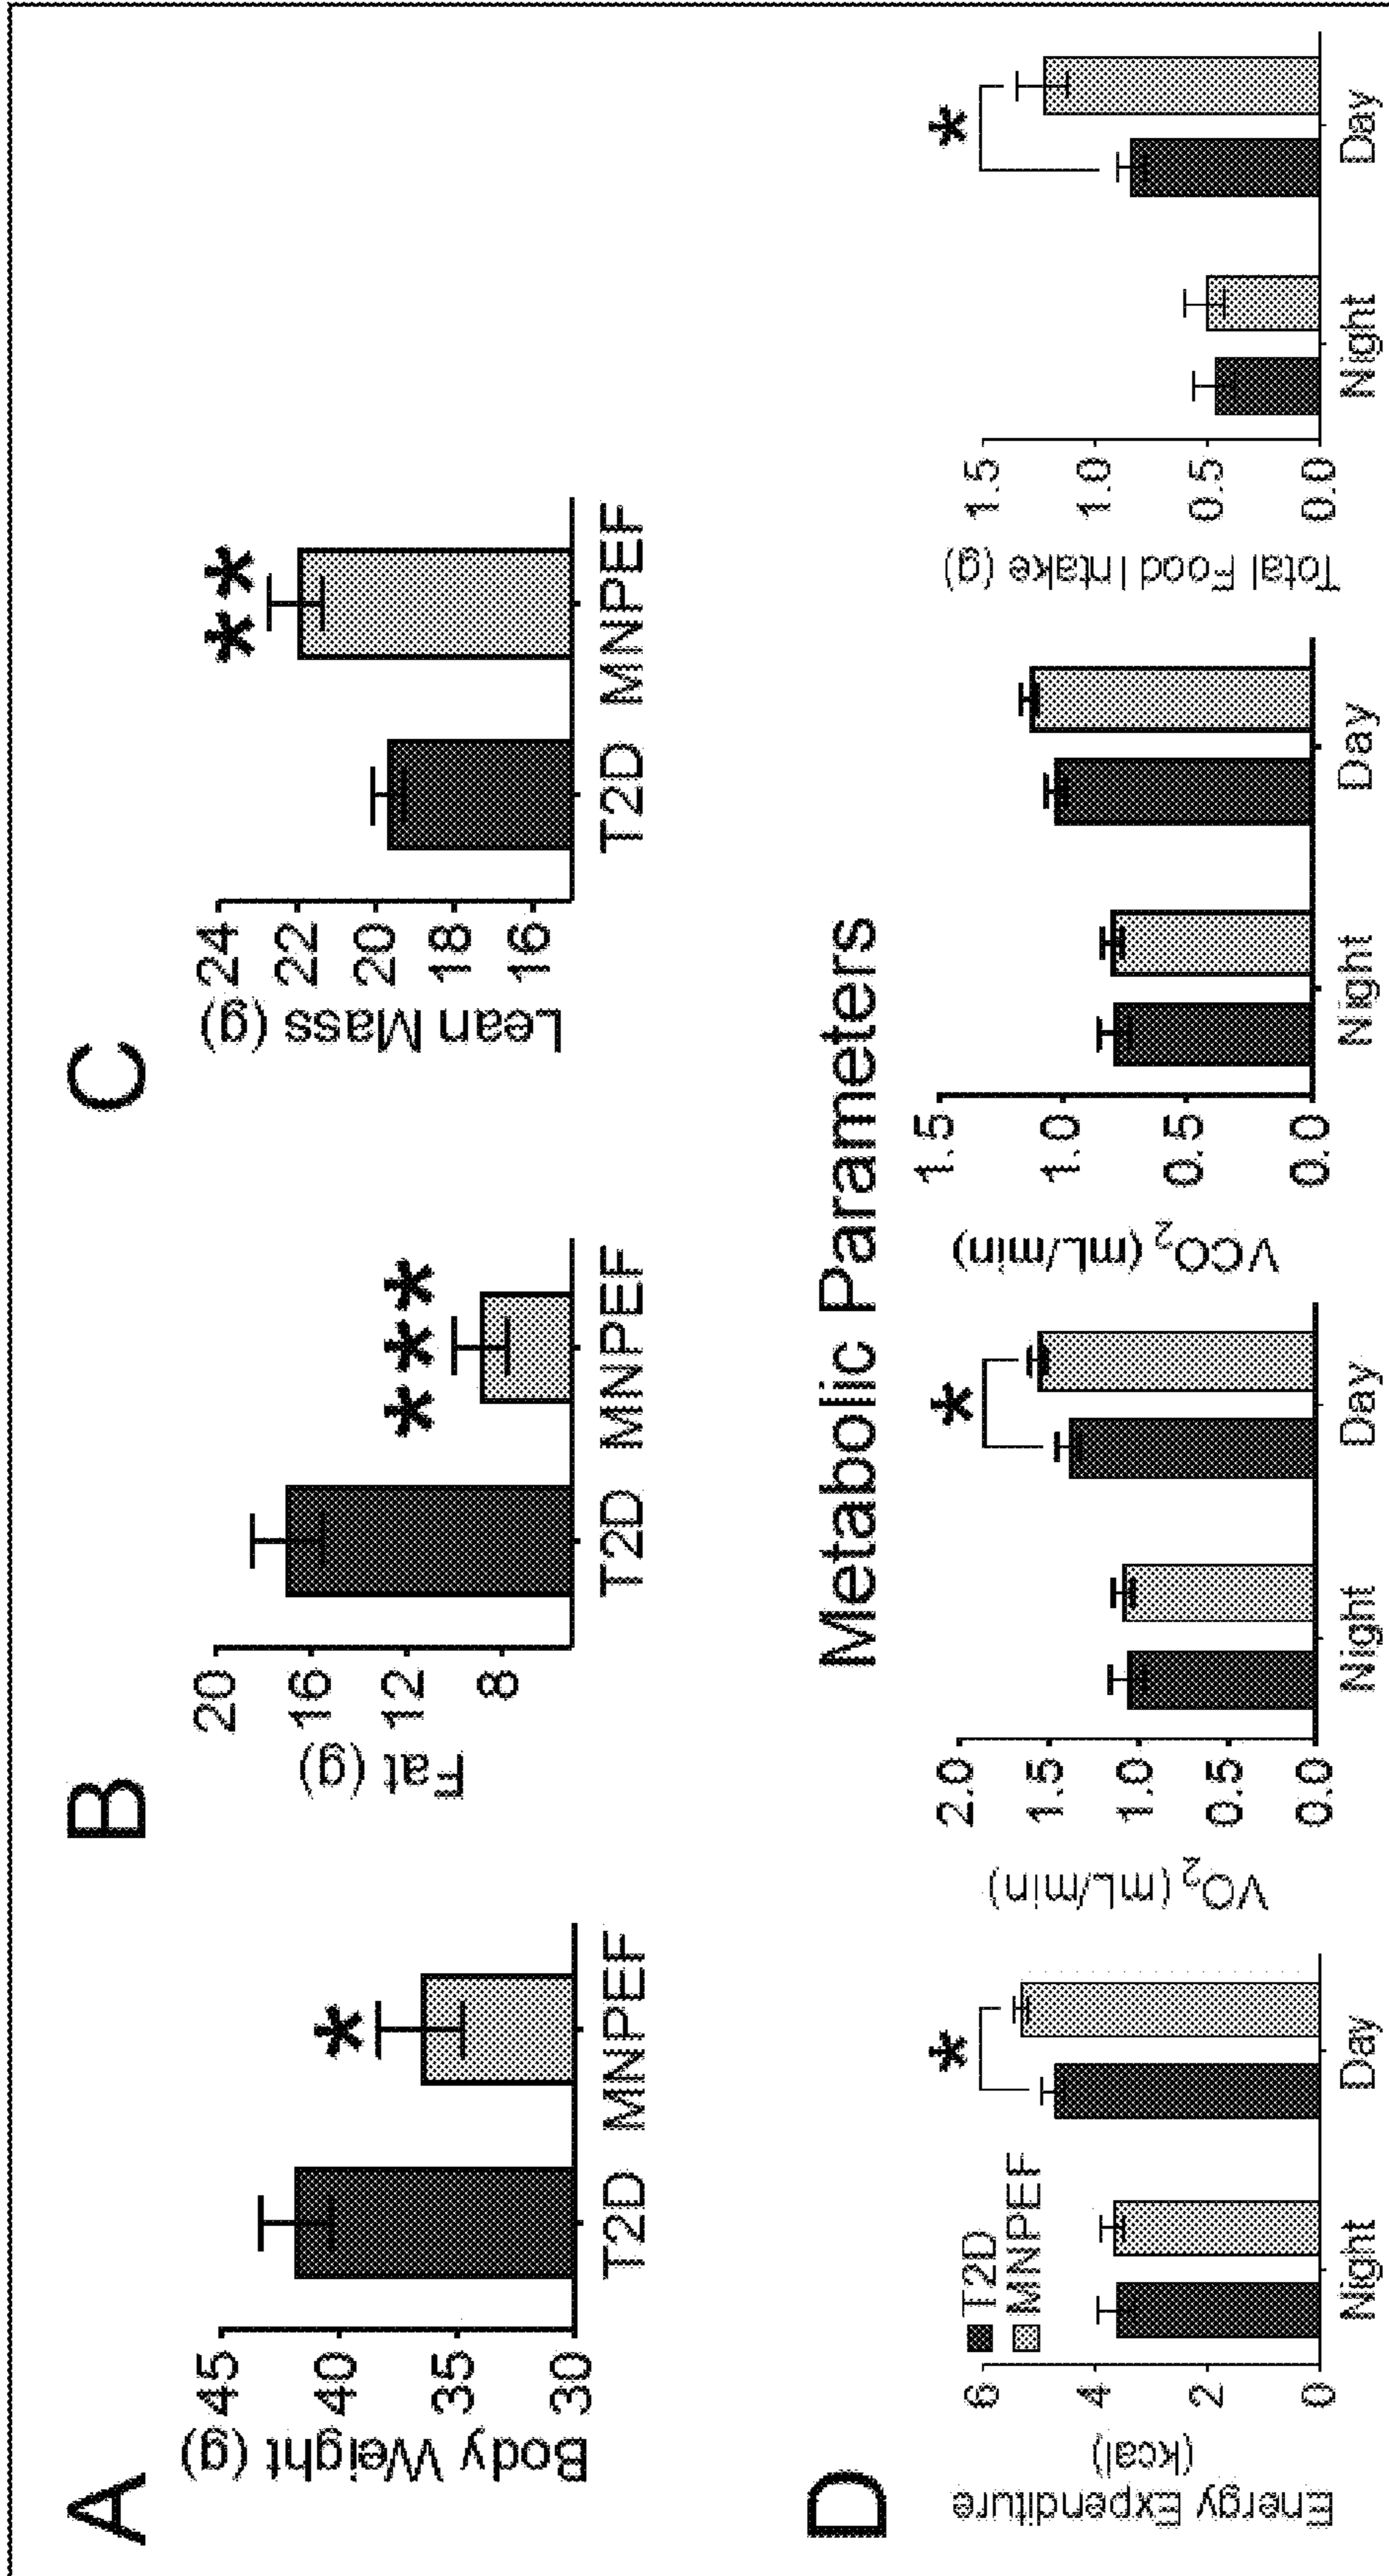 A
Body Weight (g)
45
40
35
30
*
T2D MNPEF
B
Fat (g)
20
16
12
8
***
T2D MNPEF
C
Lean Mass (g)
24
22
20
18
16
**
T2D MNPEF
D
Metabolic Parameters
Energy Expenditure
(kcal)
6
4
2
0
T2D
MNPEF
*
Night Day
VO₂ (mL/min)
2.0
1.5
1.0
0.5
0.0
*
Night Day
VCO₂ (mL/min)
1.5
1.0
0.5
0.0
Night Day
Total Food Intake (g)
1.5
1.0
0.5
0.0
*
Night Day